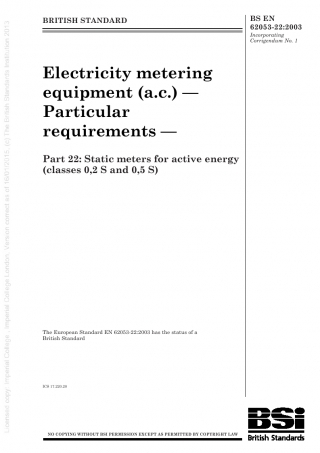 BRITISH STANDARD
BS EN
62053-22:2003
Incorporating
Corrigendum No. 1
Electricity metering
equipment (a.c.) —
Particular
requirements —
Part 22: Static meters for active energy
(classes 0,2 S and 0,5 S)
The European Standard EN 62053-22:2003 has the status of a
British Standard
NO COPYING WITHOUT BSI PERMISSION EXCEPT AS PERMITTED BY COPYRIGHT LAW
BSi
British Standards